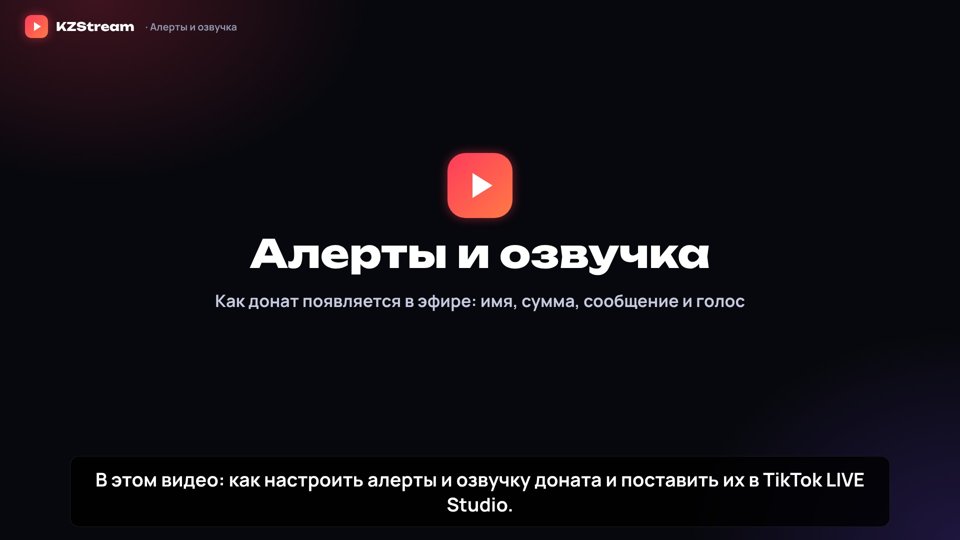 KZStream · Алерты и озвучка
Алерты и озвучка
Как донат появляется в эфире: имя, сумма, сообщение и голос
В этом видео: как настроить алерты и озвучку доната и поставить их в TikTok LIVE
Studio.